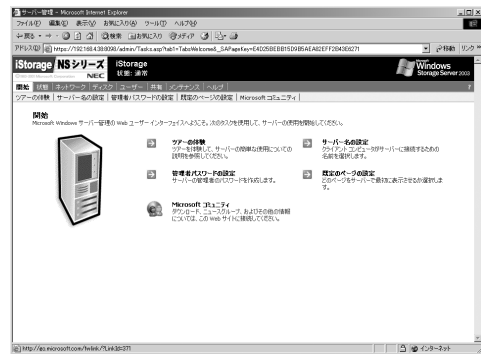 サーバー管理 - Microsoft Internet Explorer
ファイル(F) 編集(E) 表示(V) お気に入り(A) ツール(T) ヘルプ(H)
戻る 検索 お気に入り メディア
アドレス(D) https://192.168.4.38:8098/admin/Tasks.asp?tab1=TabsWelcome&_SAPageKey=E4D25BEBB15D9B5AEA82EFF2B43E6271 移動 リンク
iStorage NSシリーズ
NEC
iStorage
状態: 通常
Windows
Storage Server 2003
開始 状態 ネットワーク ディスク ユーザー 共有 メンテナンス ヘルプ ?
ツアーの体験 サーバー名の設定 管理者パスワードの設定 既定のページの設定 Microsoft コミュニティ
開始
Microsoft Windows サーバー管理の Web ユーザー インターフェイスへようこそ。次のタスクを使用して、サーバーの使用を開始してください。
ツアーの体験
ツアーを体験して、サーバーの簡単な使用についての説明を参照してください。
サーバー名の設定
クライアント コンピュータがサーバーに接続するための名前を選択します。
管理者パスワードの設定
サーバーの管理者のパスワードを作成します。
既定のページの設定
どのページをサーバーで最初に表示させるか選択します。
Microsoft コミュニティ
ダウンロード、ニュースグループ、およびその他の情報については、この Web サイトに接続してください。
http://go.microsoft.com/fwlink/?LinkId=371 インターネット